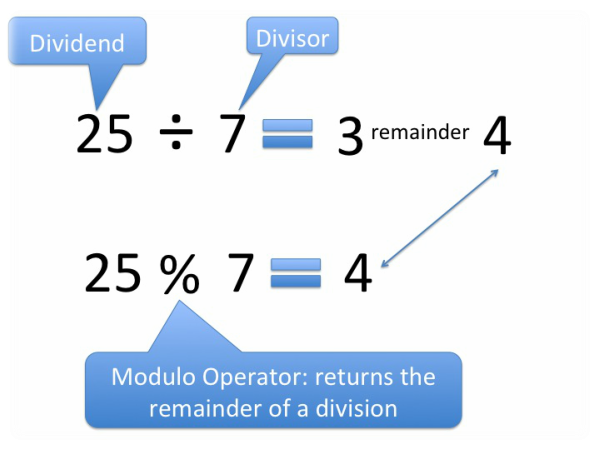 Dividend
Divisor
25 ÷ 7 = 3 remainder 4
25 % 7 = 4
Modulo Operator: returns the
remainder of a division